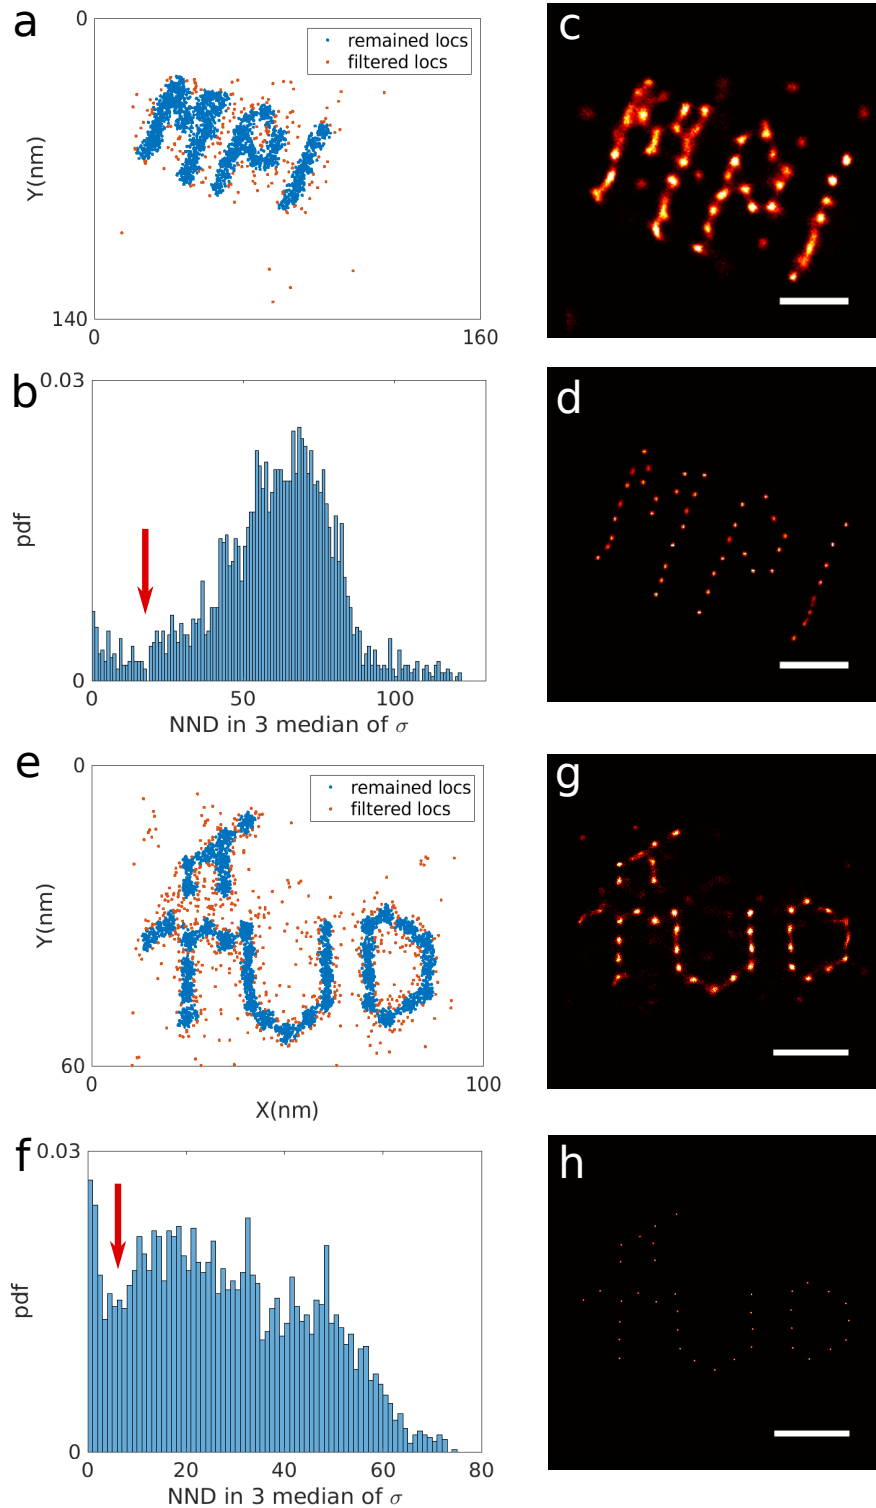 a
0
remained locs
filtered locs
Y(nm)
140
0
160
c
b
0.03
pdf
0
0
50
100
NND in 3 median of σ
d
e
0
remained locs
filtered locs
Y(nm)
60
0
100
X(nm)
g
TUD
f
0.03
pdf
0
0
20
40
60
80
NND in 3 median of σ
h